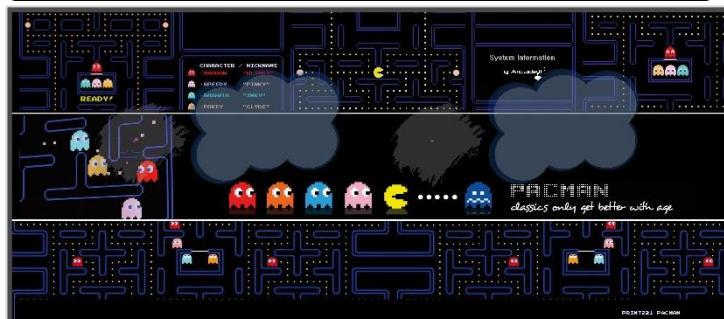 CHARACTER / NICKNAME
-SHADOW "BLINKY"
-SPEEDY "PINKY"
-BASHFUL "INKY"
-POKEY "CLYDE"
READY!
System Information
PACMAN
classics only get better with age
PACMAN